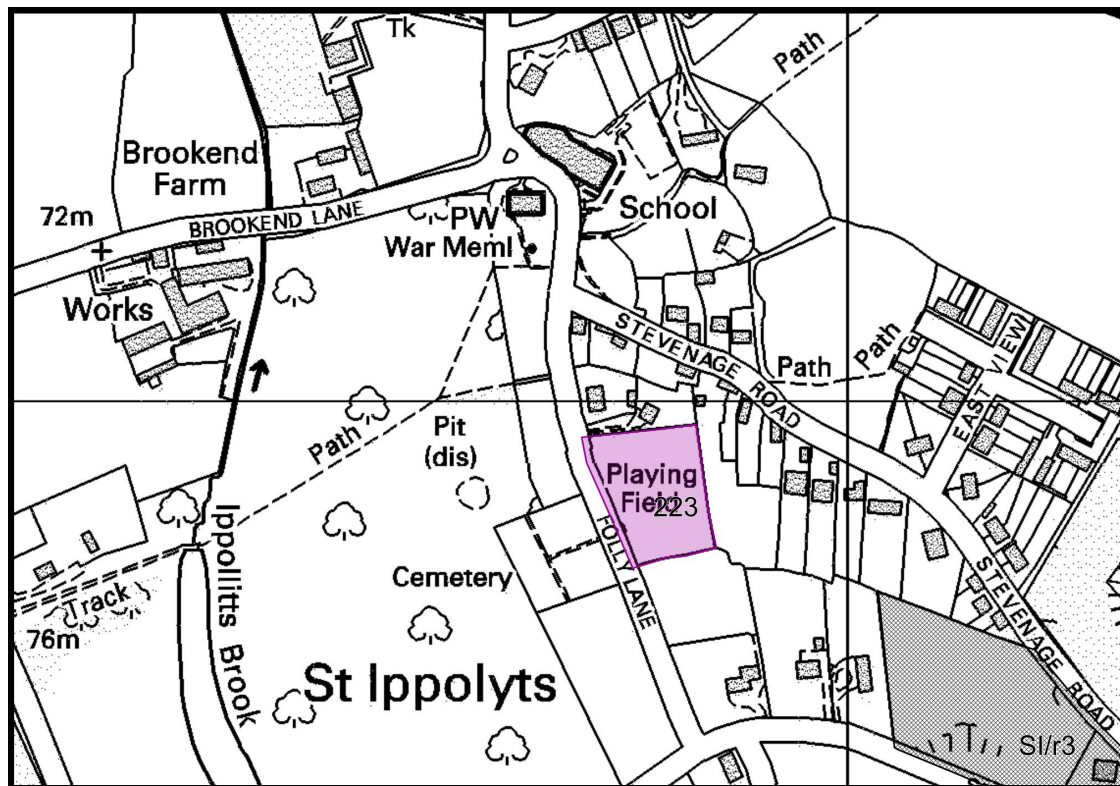 Tk
Path
Brookend
Farm
72m
BROOKEND LANE
PW
War Meml
School
Works
STEVENAGE ROAD
Path
Path
EAST VIEW
Path
Pit
(dis)
Playing
Field
223
FOLLY LANE
Ippollitts Brook
Cemetery
Track
76m
St Ippolyts
STEVENAGE ROAD
SI/r3